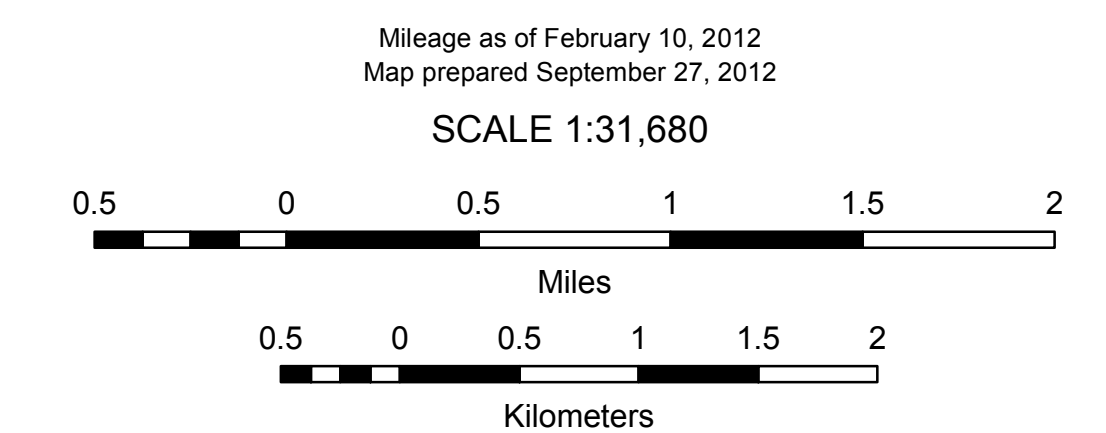 Mileage as of February 10, 2012
Map prepared September 27, 2012
SCALE 1:31,680
0.5 0 0.5 1 1.5 2
Miles
0.5 0 0.5 1 1.5 2
Kilometers